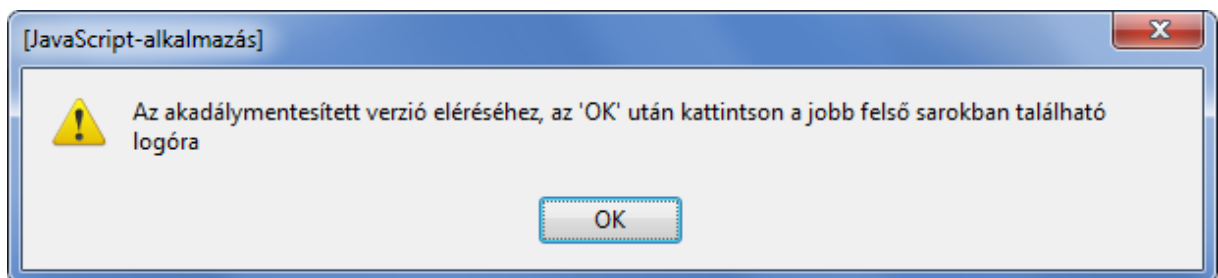 [JavaScript-alkalmazás]
Az akadálymentesített verzió eléréséhez, az 'OK' után kattintson a jobb felső sarokban található
logóra
OK